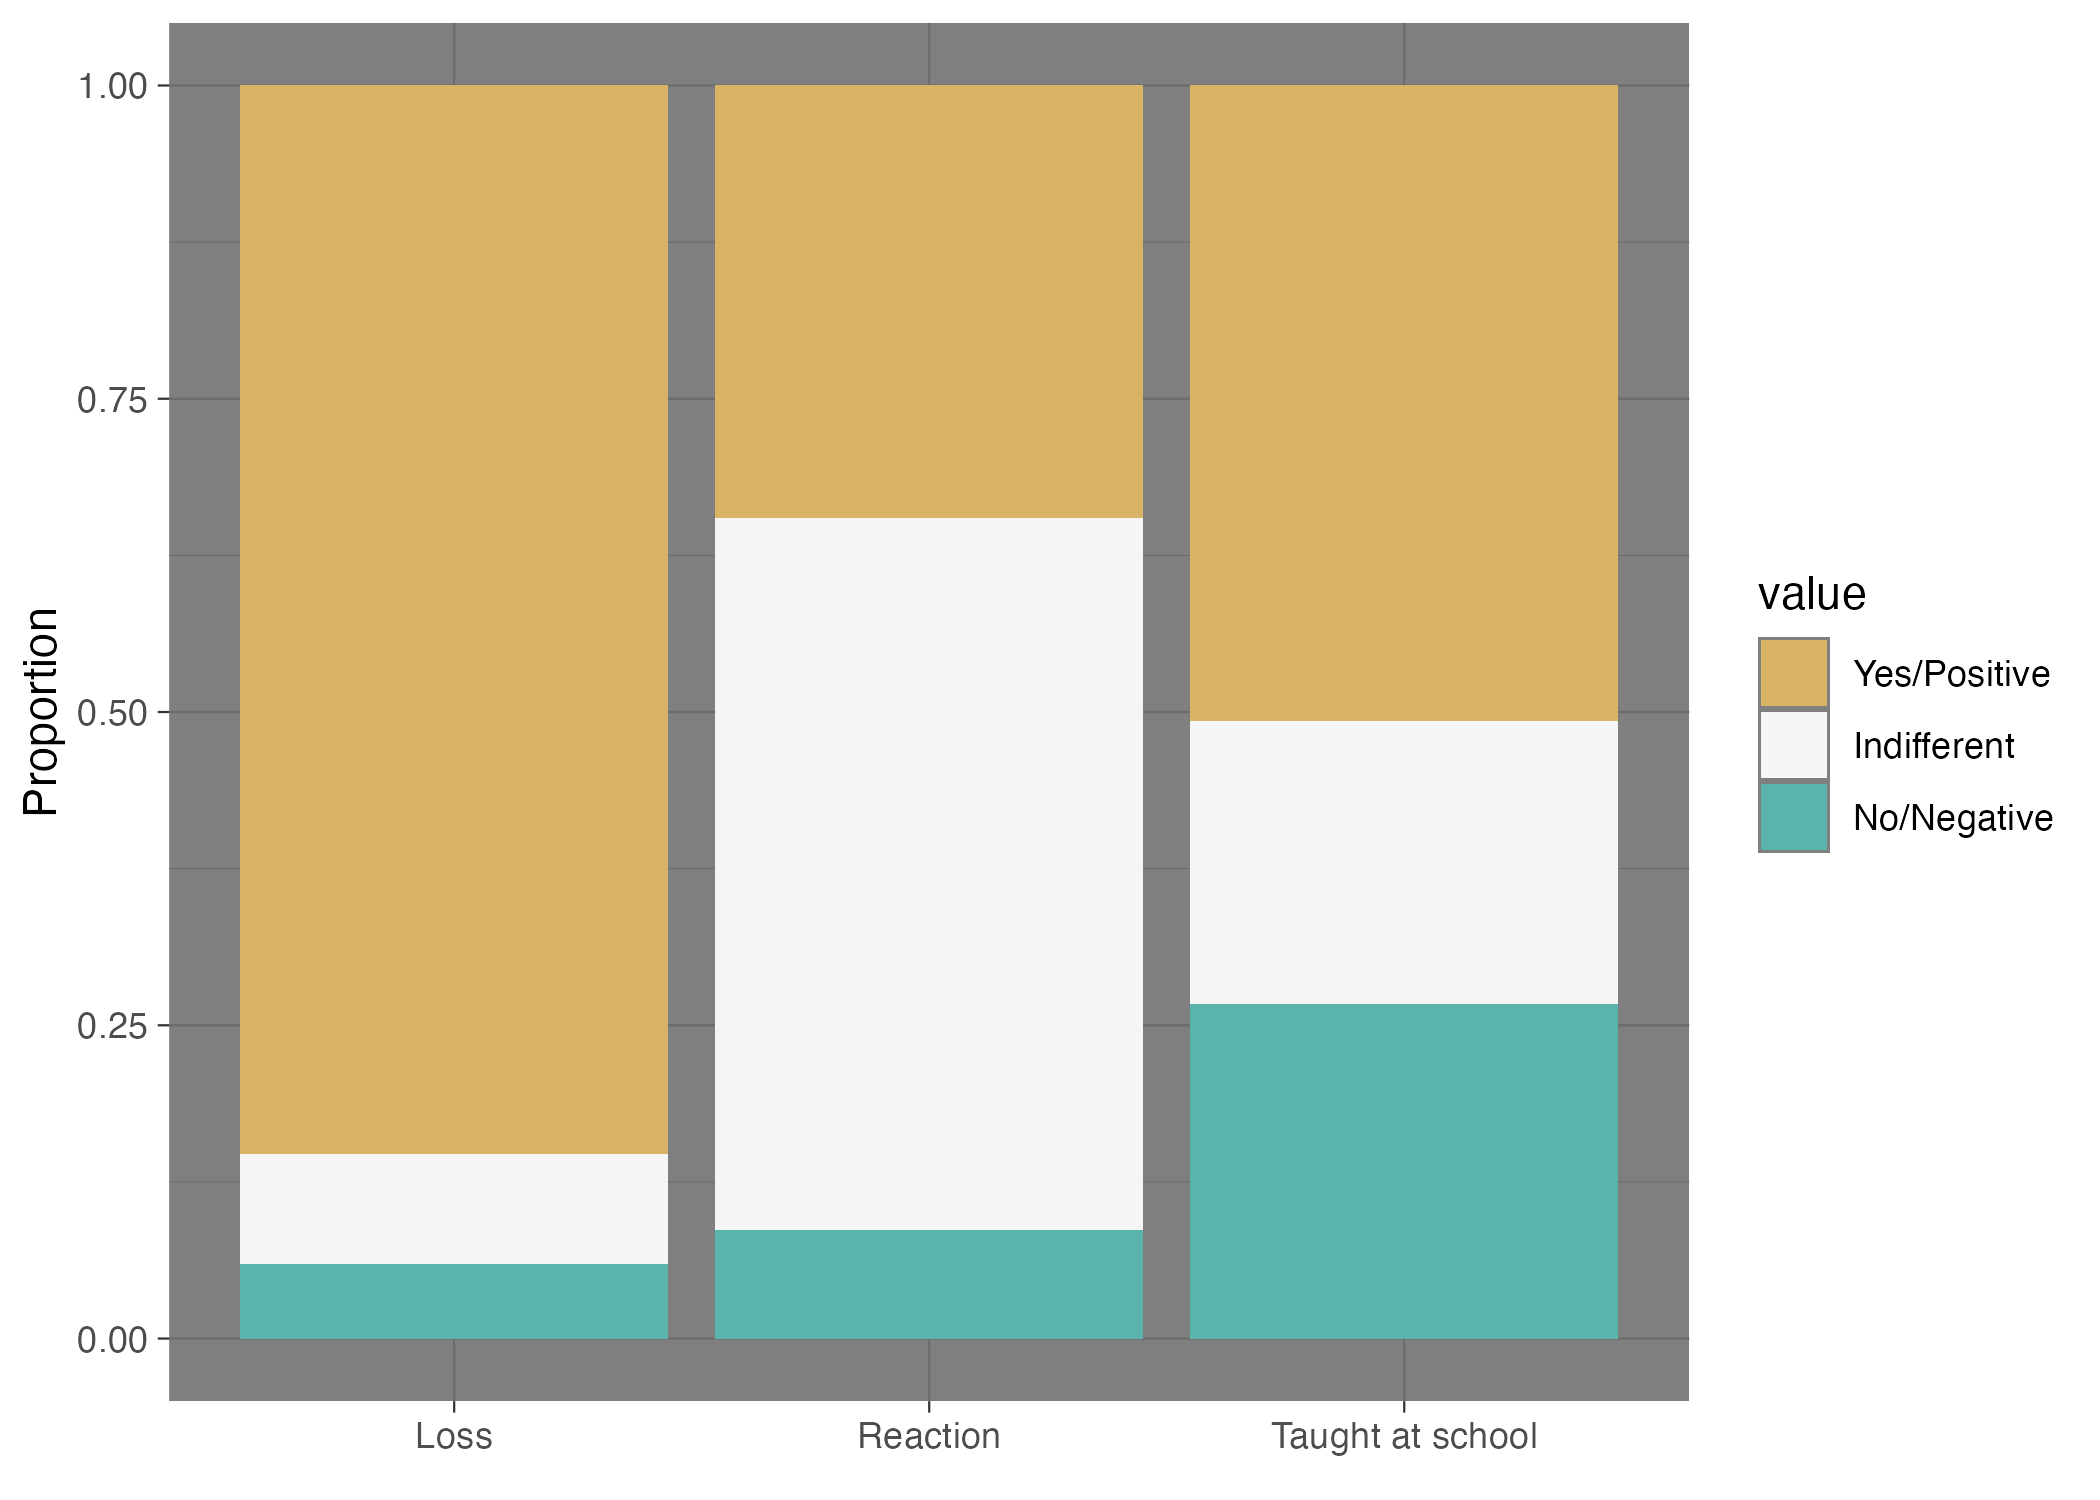 1.00
0.75
0.50
0.25
0.00
Proportion
Loss
Reaction
Taught at school
value
Yes/Positive
Indifferent
No/Negative